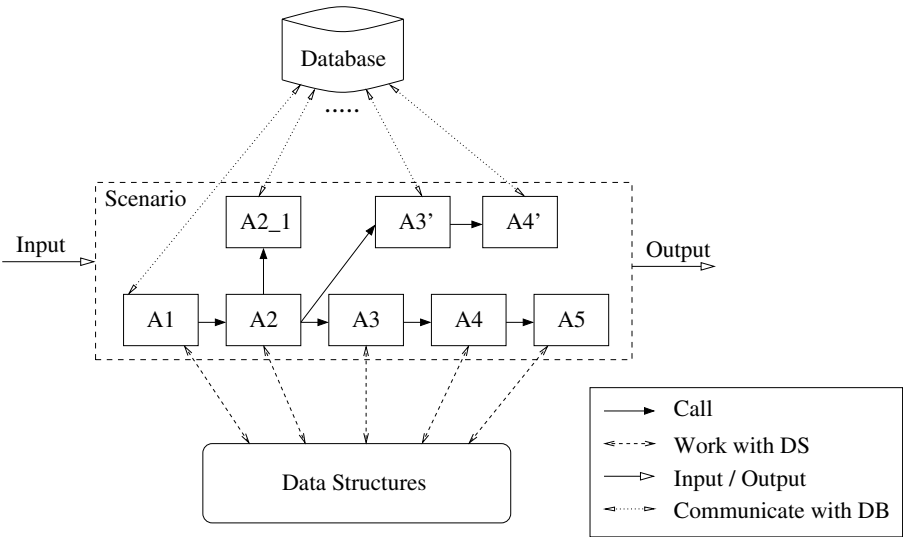 Database
.....
Scenario
A2_1
A3'
A4'
Input
Output
A1
A2
A3
A4
A5
Data Structures
Call
Work with DS
Input / Output
Communicate with DB